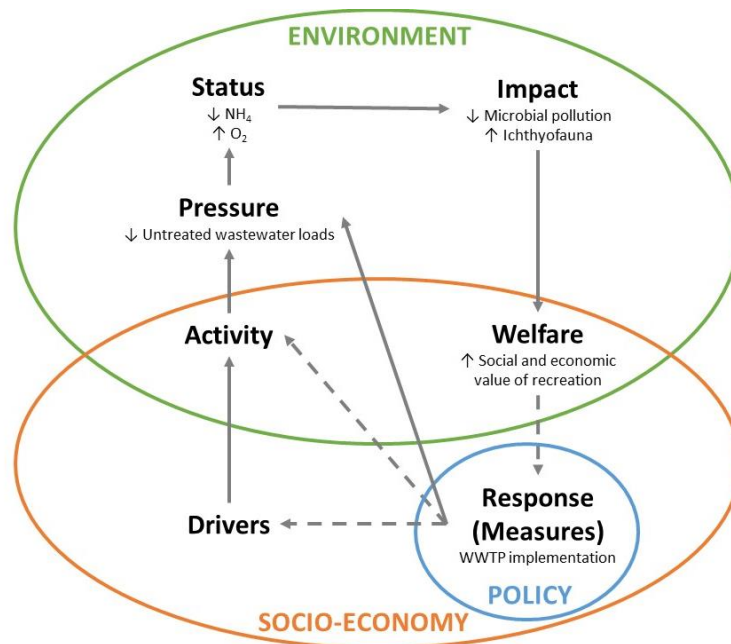 ENVIRONMENT
Status
↓ NH₄
↑ O₂
Impact
↓ Microbial pollution
↑ Ichthyofauna
Pressure
↓ Untreated wastewater loads
Activity
Welfare
↑ Social and economic
value of recreation
Drivers
Response
(Measures)
WWTP implementation
POLICY
SOCIO-ECONOMY